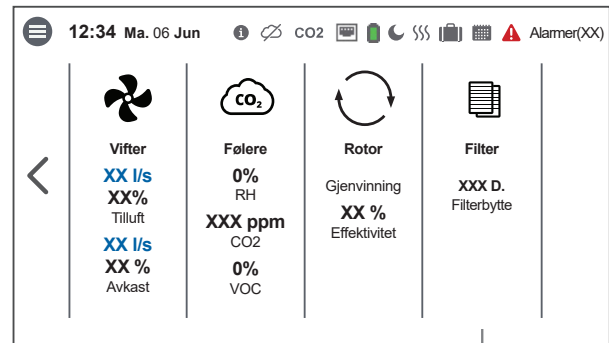 12:34 Ma. 06 Jun CO2 Alarmer(XX)
CO₂
Vifter
XX l/s
XX%
Tilluft
XX l/s
XX %
Avkast
Følere
0%
RH
XXX ppm
CO2
0%
VOC
Rotor
Gjenvinning
XX %
Effektivitet
Filter
XXX D.
Filterbytte